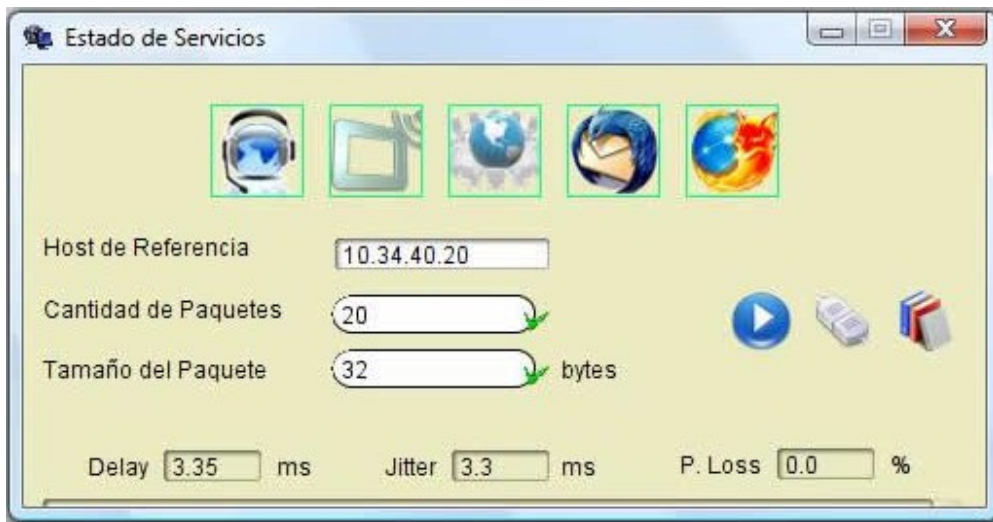 Estado de Servicios
Host de Referencia 10.34.40.20
Cantidad de Paquetes 20
Tamaño del Paquete 32 bytes
Delay 3.35 ms Jitter 3.3 ms P. Loss 0.0 %